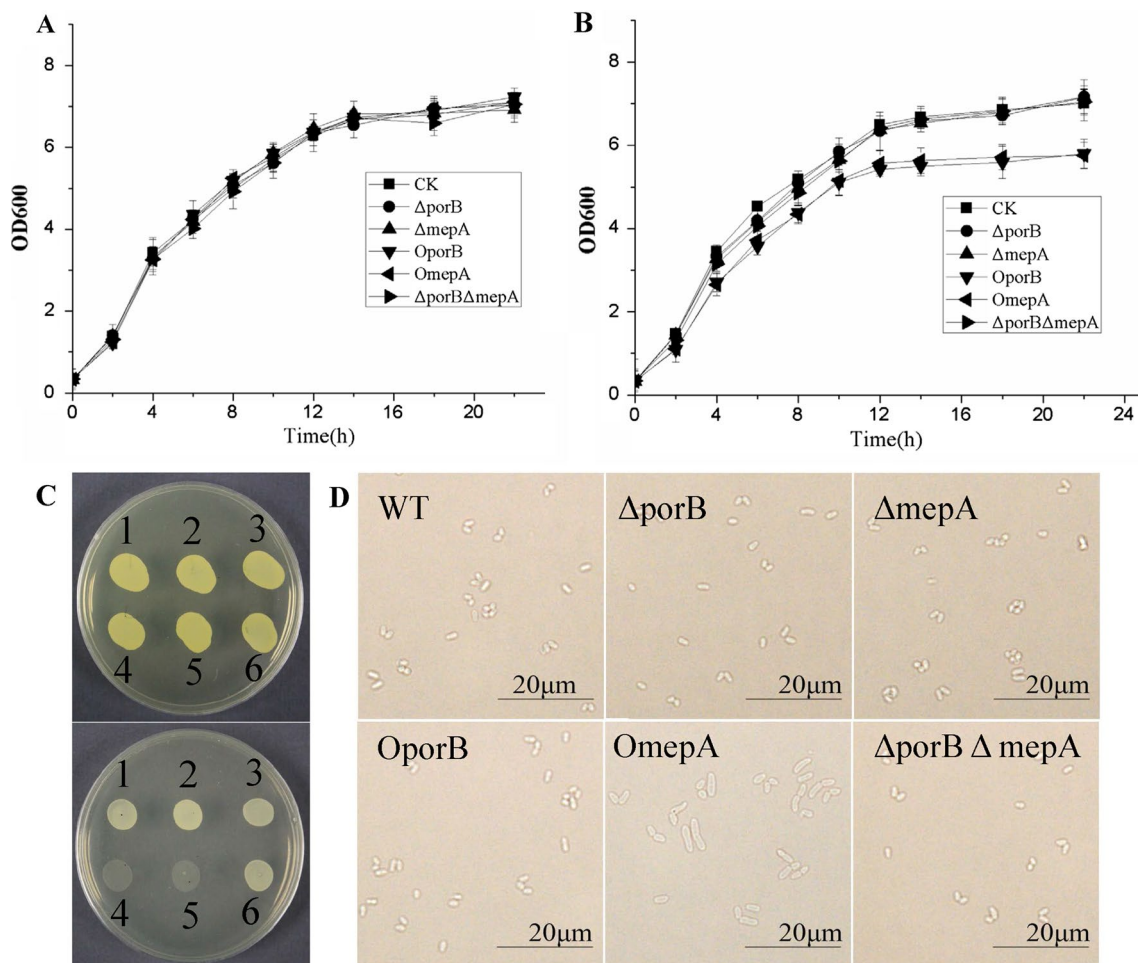 A
OD600
8
6
4
2
0
0 4 8 12 16 20
Time(h)
CK
ΔporB
ΔmepA
OporB
OmepA
ΔporBΔmepA
B
OD600
8
6
4
2
0
0 4 8 12 16 20 24
Time(h)
CK
ΔporB
ΔmepA
OporB
OmepA
ΔporBΔmepA
C
1 2 3
4 5 6
1 2 3
4 5 6
D
WT
20μm
ΔporB
20μm
ΔmepA
20μm
OporB
20μm
OmepA
20μm
ΔporB Δ mepA
20μm